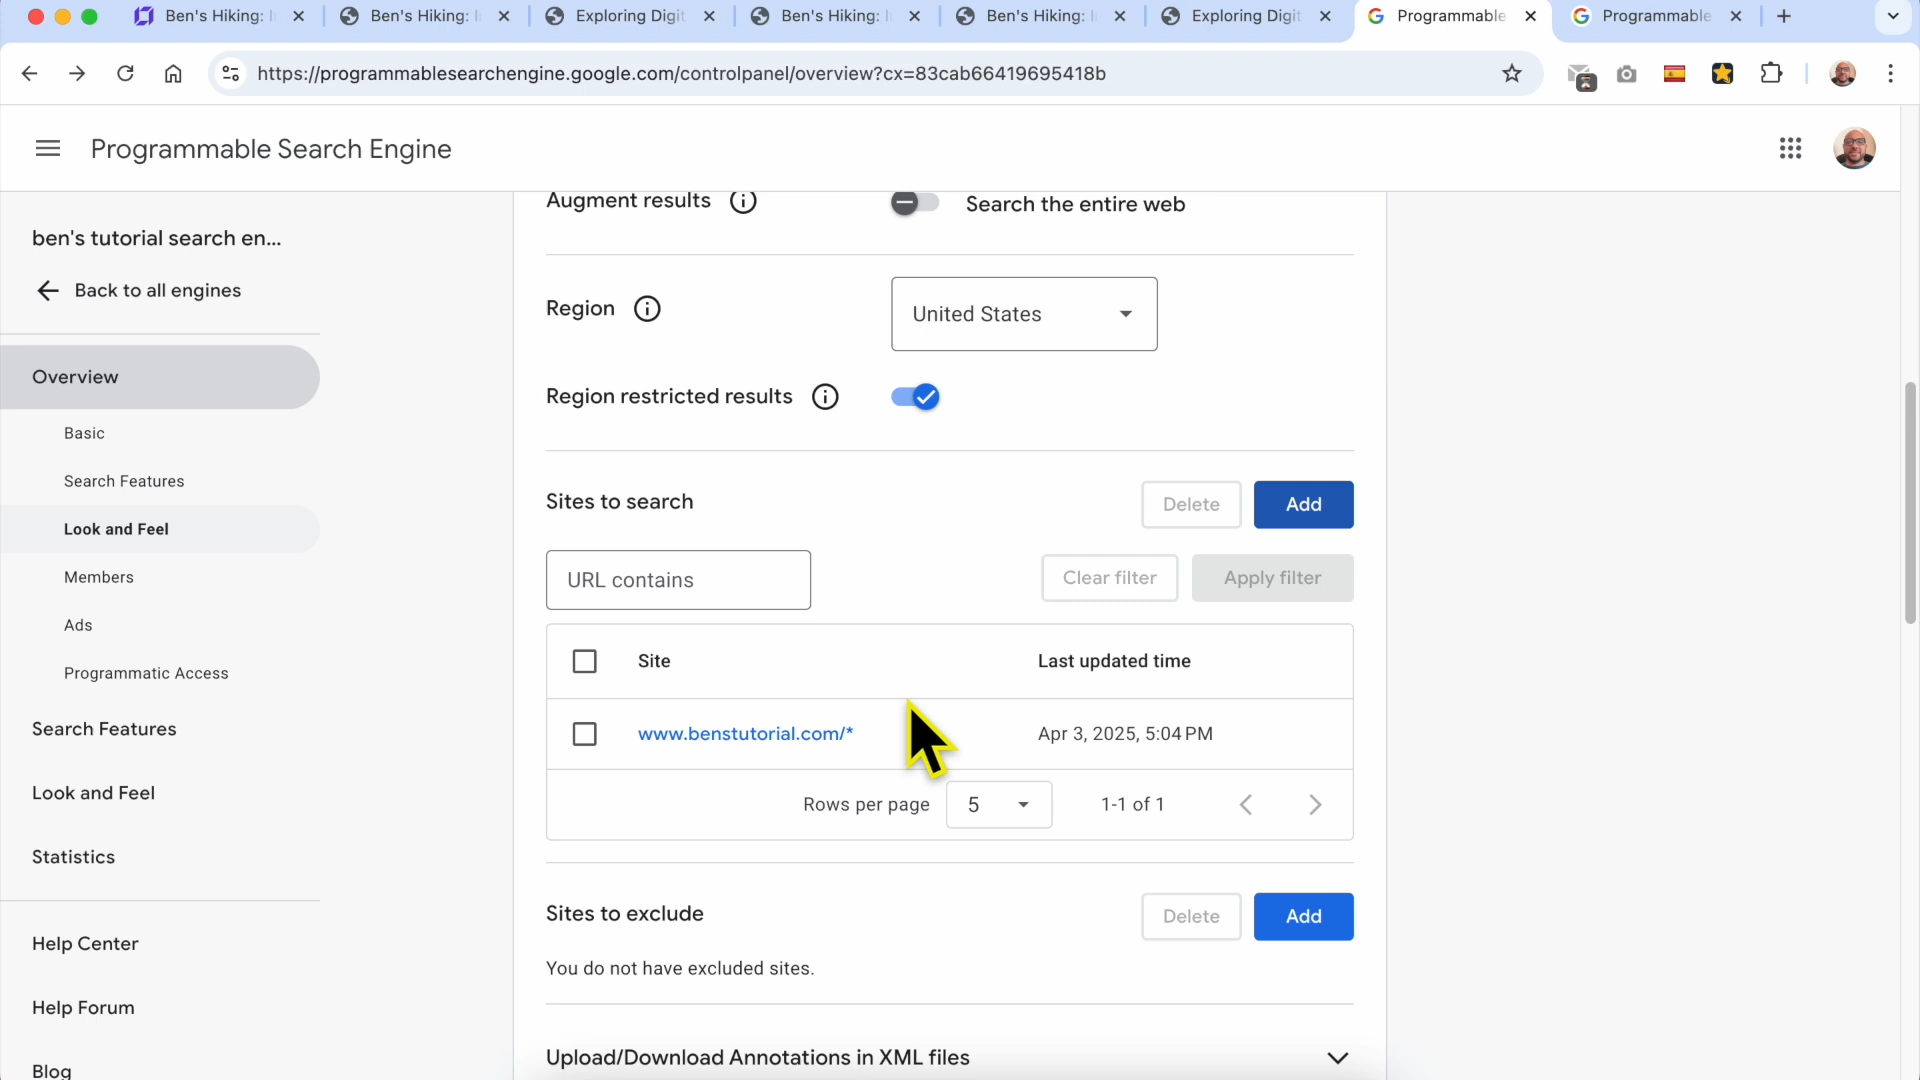 Ben's Hiking: I
Ben's Hiking: I
Exploring Digit
Ben's Hiking: I
Ben's Hiking: I
Exploring Digit
Programmable
Programmable
https://programmablesearchengine.google.com/controlpanel/overview?cx=83cab66419695418b
Programmable Search Engine
ben's tutorial search en...
Back to all engines
Overview
Basic
Search Features
Look and Feel
Members
Ads
Programmatic Access
Search Features
Look and Feel
Statistics
Help Center
Help Forum
Blog
Augment results
Search the entire web
Region
United States
Region restricted results
Sites to search
Delete
Add
URL contains
Clear filter
Apply filter
Site
Last updated time
www.benstutorial.com/*
Apr 3, 2025, 5:04 PM
Rows per page
5
1-1 of 1
Sites to exclude
Delete
Add
You do not have excluded sites.
Upload/Download Annotations in XML files